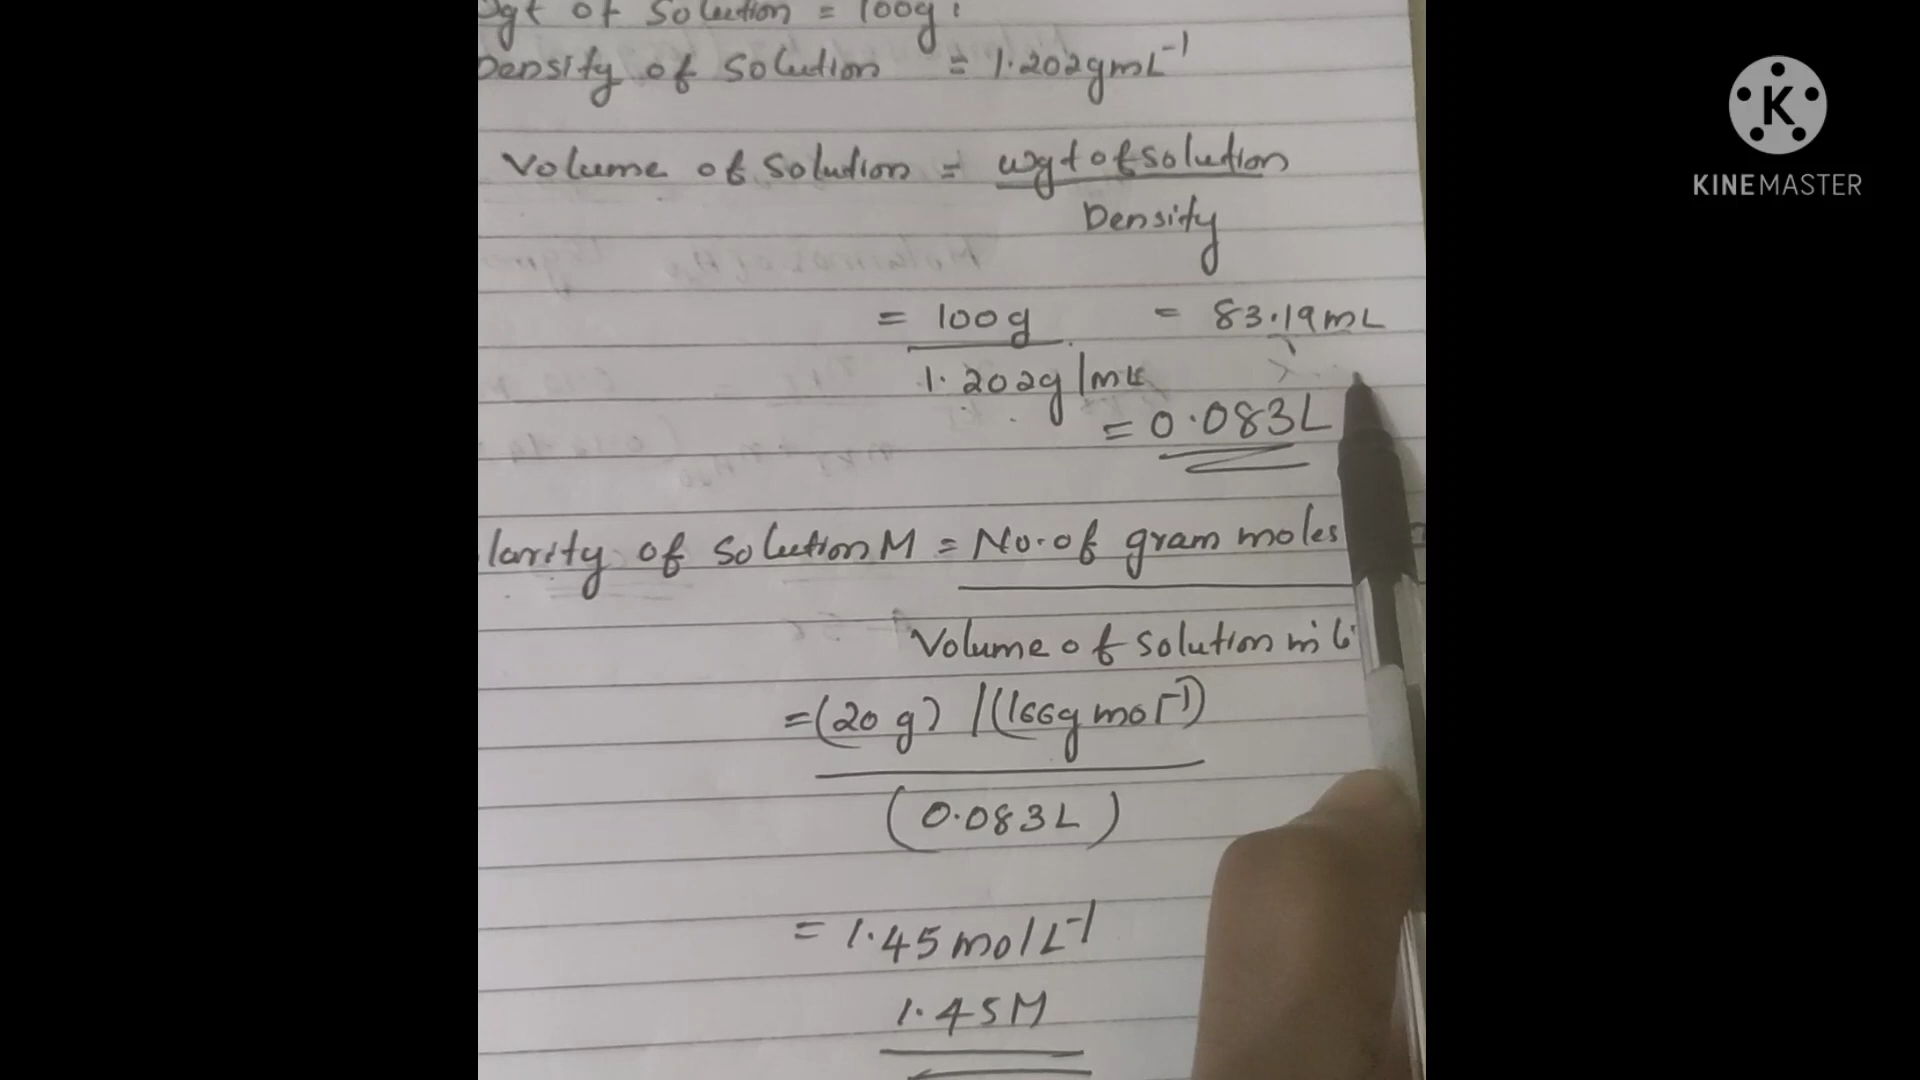 of Solution = 100g.
Density of solution = 1.202gmL⁻¹
Volume of Solution = wgt of solution
Density
= 100g = 83.19mL
1.202g/mL
= 0.083L
larity of solution M = No. of gram moles
Volume of solution in
= (20 g) /(166g mol⁻¹)
(0.083L)
= 1.45 mol L⁻¹
1.45M
K
KINEMASTER